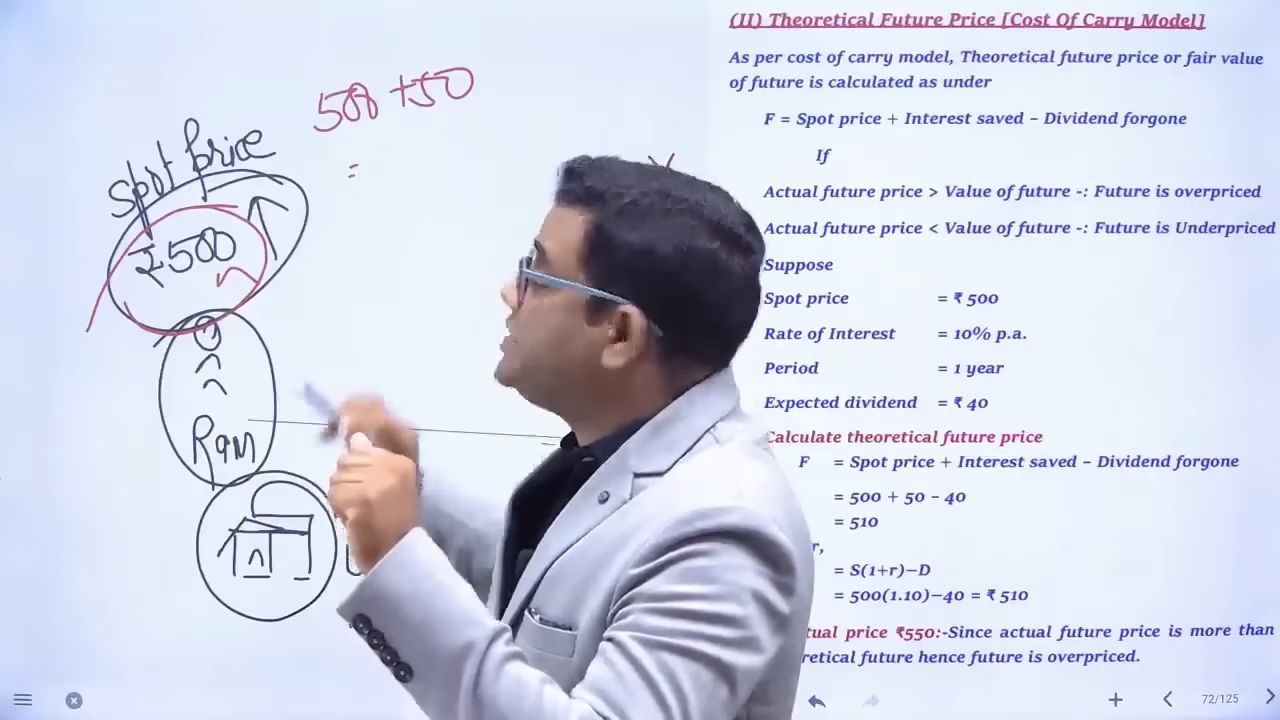 (II) Theoretical Future Price [Cost Of Carry Model]
As per cost of carry model, Theoretical future price or fair value
of future is calculated as under
F = Spot price + Interest saved – Dividend forgone
If
Actual future price > Value of future -: Future is overpriced
Actual future price < Value of future -: Future is Underpriced
Suppose
Spot price = ₹ 500
Rate of Interest = 10% p.a.
Period = 1 year
Expected dividend = ₹ 40
Calculate theoretical future price
F = Spot price + Interest saved – Dividend forgone
= 500 + 50 – 40
= 510
r,
= S(1+r)–D
= 500(1.10)–40 = ₹ 510
tual price ₹550:-Since actual future price is more than
retical future hence future is overpriced.
500 +50
=
Spot price
₹500
Ram
72/125